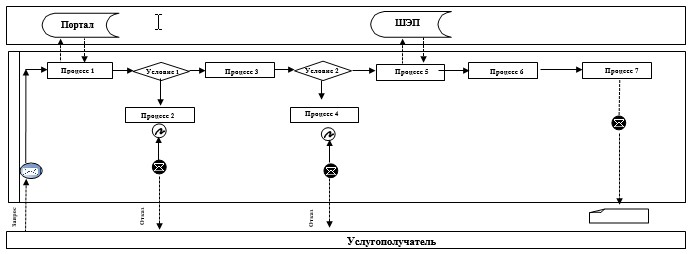 Портал
ШЭП
Процесс 1
Условие 1
Процесс 3
Условие 2
Процесс 5
Процесс 6
Процесс 7
Процесс 2
Процесс 4
Запрос
Отказ
Отказ
Услугополучатель